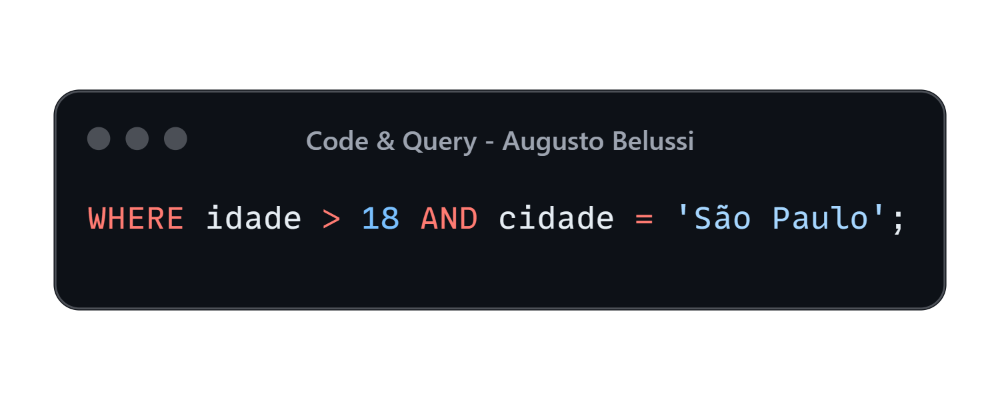 Code & Query - Augusto Belussi
WHERE idade > 18 AND cidade = 'São Paulo';